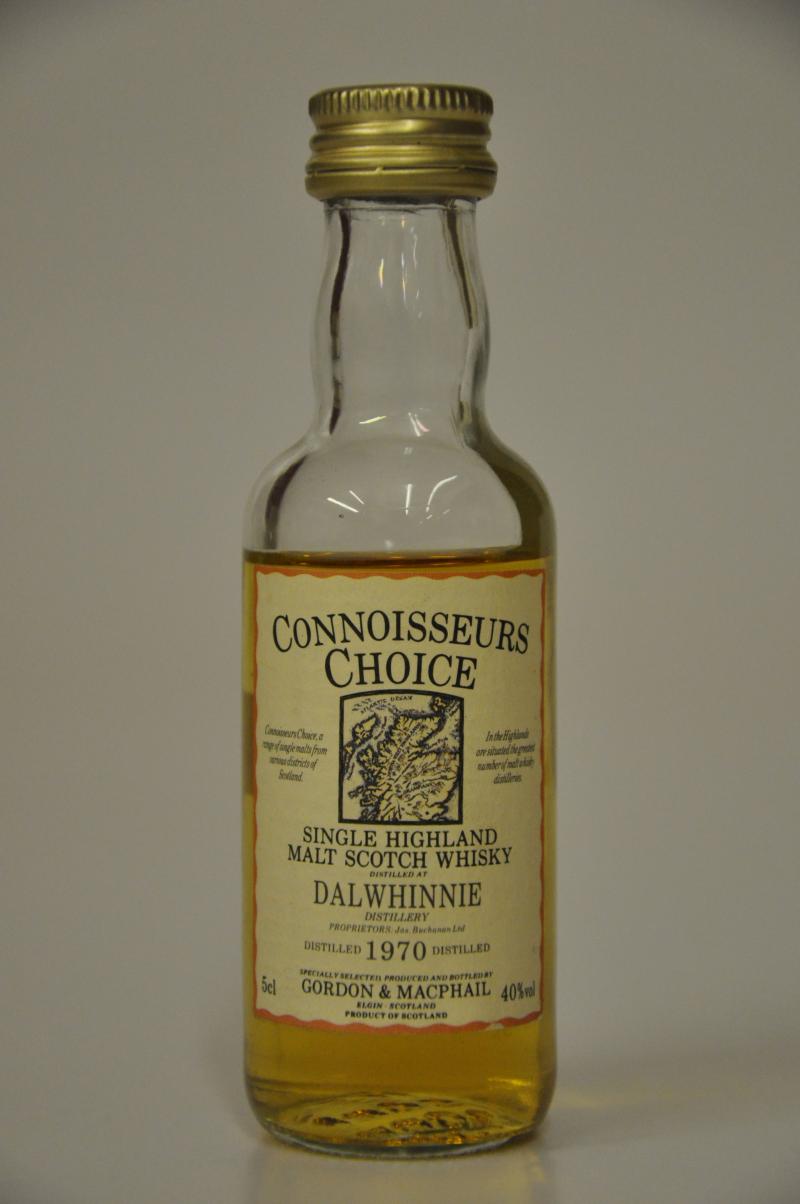 CONNOISSEURS
CHOICE
ATLANTIC OCEAN
Connoisseurs Choice, a
range of single malts from
various districts of
Scotland.
In the Highlands
are situated the greatest
number of malt whisky
distilleries.
SINGLE HIGHLAND
MALT SCOTCH WHISKY
DISTILLED AT
DALWHINNIE
DISTILLERY
PROPRIETORS: Jas. Buchanan Ltd
DISTILLED 1970 DISTILLED
SPECIALLY SELECTED PRODUCED AND BOTTLED BY
5cl GORDON & MACPHAIL 40%vol
ELGIN · SCOTLAND
PRODUCT OF SCOTLAND